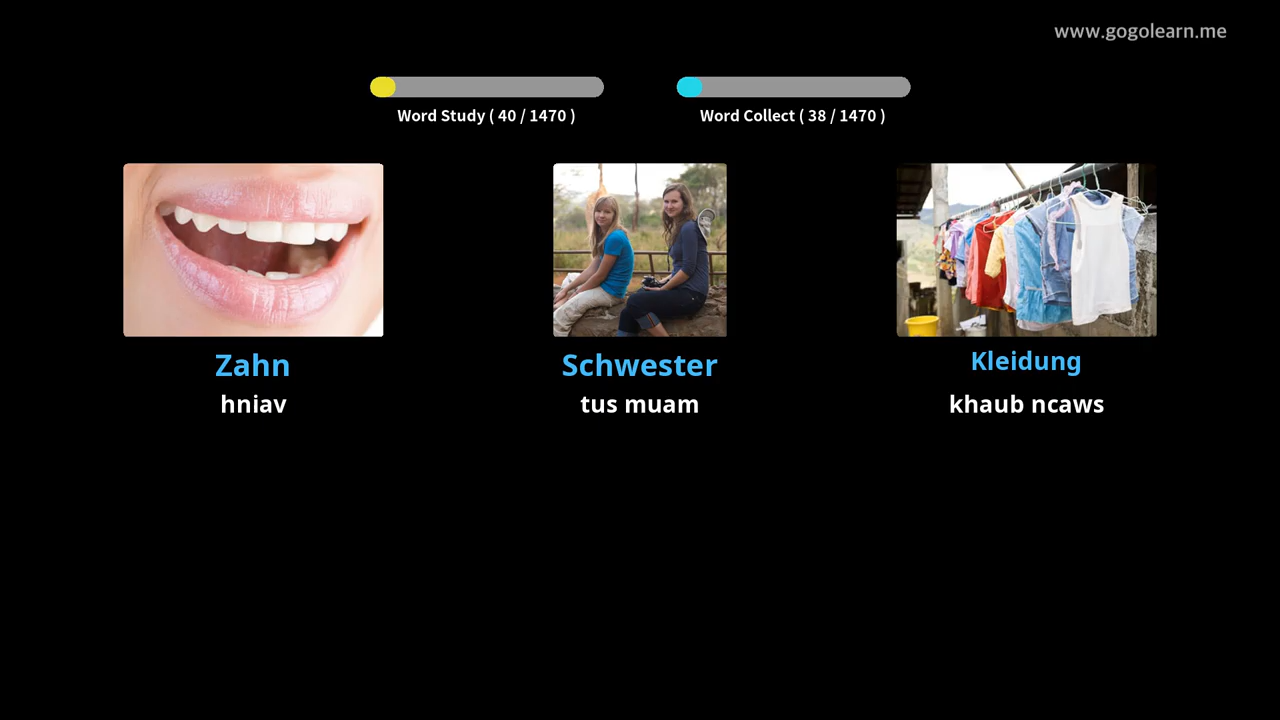 www.gogolearn.me
Word Study ( 40 / 1470 )
Word Collect ( 38 / 1470 )
Zahn
Schwester
Kleidung
hniav
tus muam
khaub ncaws